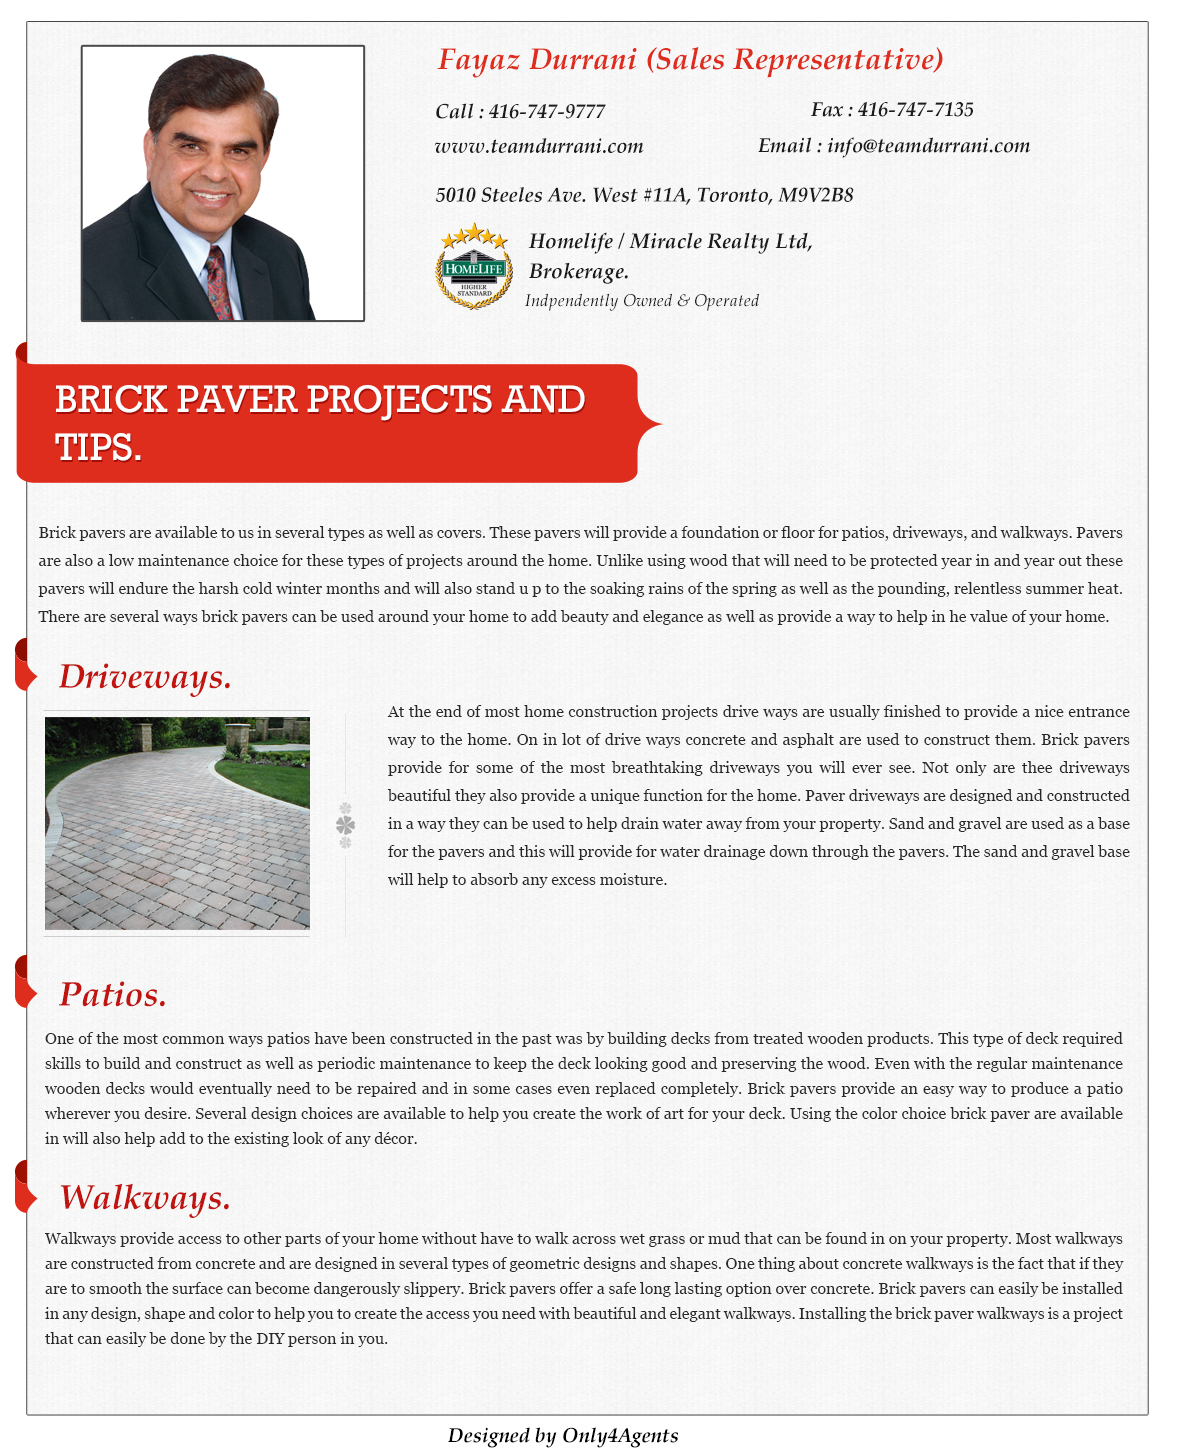 Fayaz Durrani (Sales Representative)
Call : 416-747-9777
Fax : 416-747-7135
www.teamdurrani.com
Email : info@teamdurrani.com
5010 Steeles Ave. West #11A, Toronto, M9V2B8
HOMELIFE
HIGHER
STANDARD
Homelife / Miracle Realty Ltd,
Brokerage.
Indpendently Owned & Operated
BRICK PAVER PROJECTS AND
TIPS.
Brick pavers are available to us in several types as well as covers. These pavers will provide a foundation or floor for patios, driveways, and walkways. Pavers
are also a low maintenance choice for these types of projects around the home. Unlike using wood that will need to be protected year in and year out these
pavers will endure the harsh cold winter months and will also stand u p to the soaking rains of the spring as well as the pounding, relentless summer heat.
There are several ways brick pavers can be used around your home to add beauty and elegance as well as provide a way to help in he value of your home.
Driveways.
At the end of most home construction projects drive ways are usually finished to provide a nice entrance
way to the home. On in lot of drive ways concrete and asphalt are used to construct them. Brick pavers
provide for some of the most breathtaking driveways you will ever see. Not only are thee driveways
beautiful they also provide a unique function for the home. Paver driveways are designed and constructed
in a way they can be used to help drain water away from your property. Sand and gravel are used as a base
for the pavers and this will provide for water drainage down through the pavers. The sand and gravel base
will help to absorb any excess moisture.
Patios.
One of the most common ways patios have been constructed in the past was by building decks from treated wooden products. This type of deck required
skills to build and construct as well as periodic maintenance to keep the deck looking good and preserving the wood. Even with the regular maintenance
wooden decks would eventually need to be repaired and in some cases even replaced completely. Brick pavers provide an easy way to produce a patio
wherever you desire. Several design choices are available to help you create the work of art for your deck. Using the color choice brick paver are available
in will also help add to the existing look of any décor.
Walkways.
Walkways provide access to other parts of your home without have to walk across wet grass or mud that can be found in on your property. Most walkways
are constructed from concrete and are designed in several types of geometric designs and shapes. One thing about concrete walkways is the fact that if they
are to smooth the surface can become dangerously slippery. Brick pavers offer a safe long lasting option over concrete. Brick pavers can easily be installed
in any design, shape and color to help you to create the access you need with beautiful and elegant walkways. Installing the brick paver walkways is a project
that can easily be done by the DIY person in you.
Designed by Only4Agents